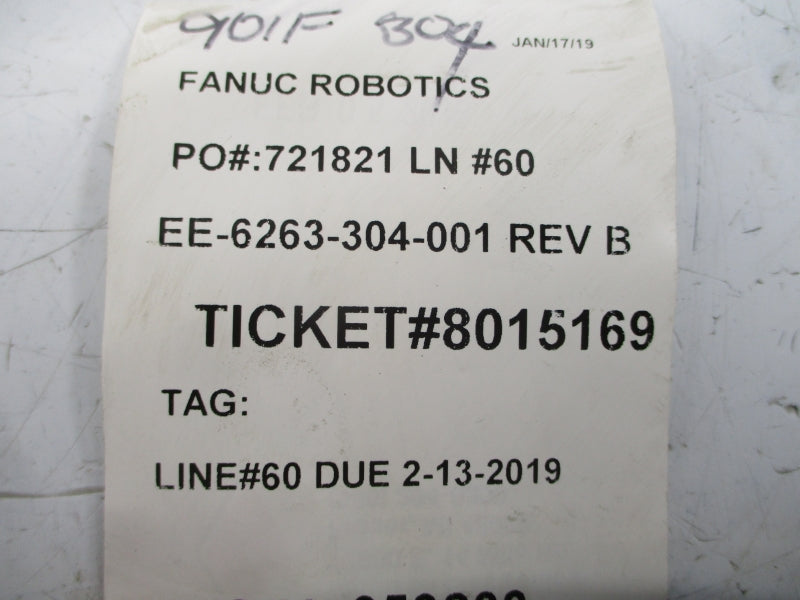 901F 304 JAN/17/19
FANUC ROBOTICS
PO#:721821 LN #60
EE-6263-304-001 REV B
TICKET#8015169
TAG:
LINE#60 DUE 2-13-2019